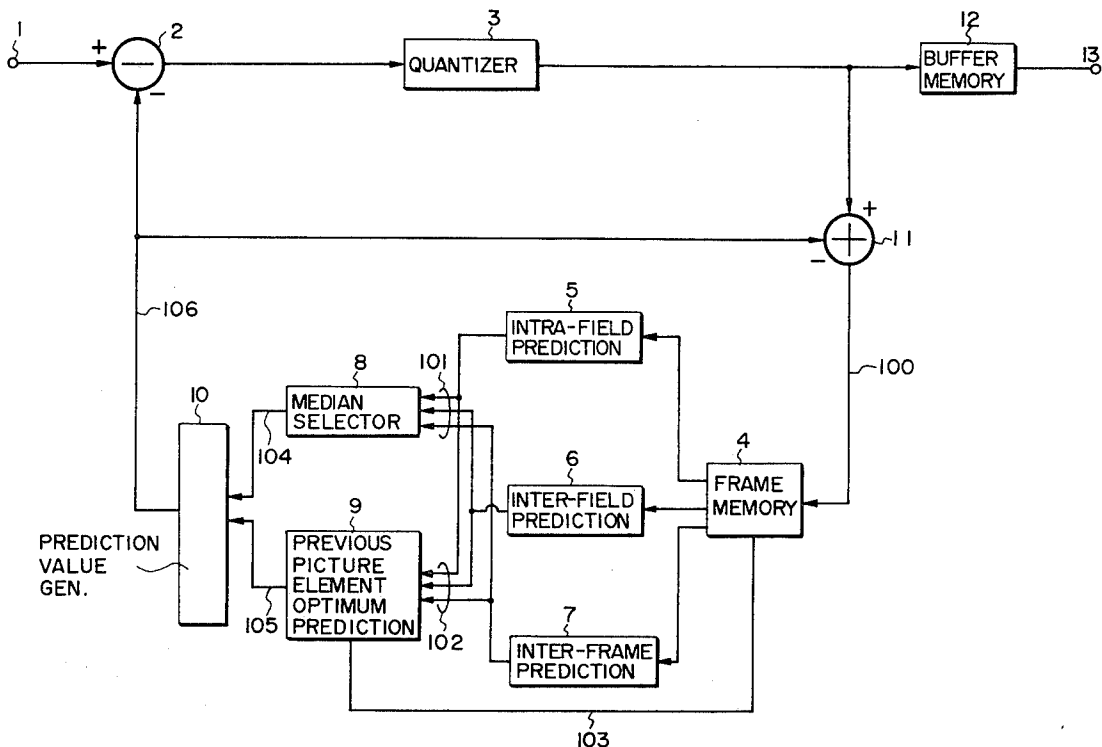 1
+
2
−
−
3
QUANTIZER
12
BUFFER
MEMORY
13
+
11
−
106
5
INTRA-FIELD
PREDICTION
100
101
8
MEDIAN
SELECTOR
10
104
4
FRAME
MEMORY
6
INTER-FIELD
PREDICTION
9
PREVIOUS
PICTURE
ELEMENT
OPTIMUM
PREDICTION
PREDICTION
VALUE
GEN.
105
102
7
INTER-FRAME
PREDICTION
103